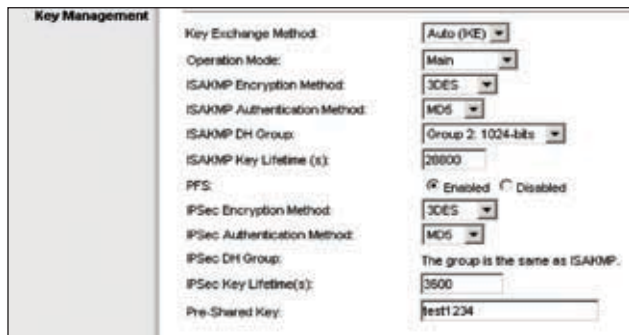 Key Management
Key Exchange Method: Auto (IKE)
Operation Mode: Main
ISAKMP Encryption Method: 3DES
ISAKMP Authentication Method: MD5
ISAKMP DH Group: Group 2: 1024-bits
ISAKMP Key Lifetime (s): 28800
PFS: Enabled Disabled
IPSec Encryption Method: 3DES
IPSec Authentication Method: MD5
IPSec DH Group: The group is the same as ISAKMP.
IPSec Key Lifetime(s): 3600
Pre-Shared Key: test1234